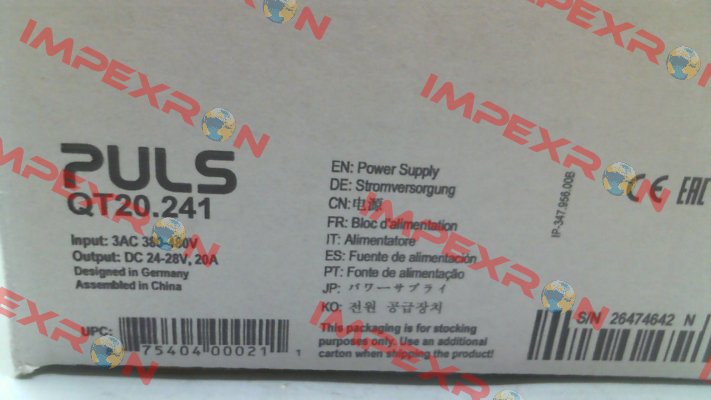 PULS
QT20.241
Input: 3AC 380-480V
Output: DC 24-28V, 20A
Designed in Germany
Assembled in China
UPC:
75404 00021 1
EN: Power Supply
DE: Stromversorgung
CN:电源
FR: Bloc d'alimentation
IT: Alimentatore
ES: Fuente de alimentación
PT: Fonte de alimentação
JP: パワーサプライ
KO: 전원 공급장치
This packaging is for stocking
purposes only. Use an additional
carton when shipping the product!
IP-347.956.00B
CE EAC
S/N 26474642 N
IMPEXRON
IMPEXRON
IMPEXRON
IMPEXRON